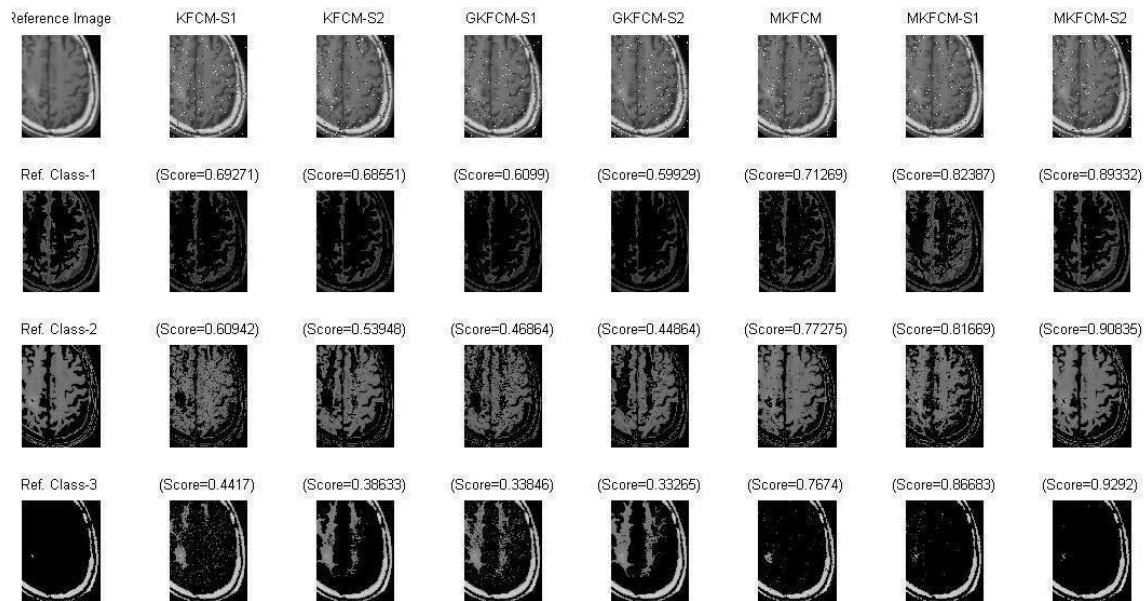 Reference Image KFCM-S1 KFCM-S2 GKFCM-S1 GKFCM-S2 MKFCM MKFCM-S1 MKFCM-S2
Ref. Class-1 (Score=0.69271) (Score=0.68551) (Score=0.6099) (Score=0.59929) (Score=0.71269) (Score=0.82387) (Score=0.89332)
Ref. Class-2 (Score=0.60942) (Score=0.53948) (Score=0.46864) (Score=0.44864) (Score=0.77275) (Score=0.81669) (Score=0.90835)
Ref. Class-3 (Score=0.4417) (Score=0.38633) (Score=0.33846) (Score=0.33265) (Score=0.7674) (Score=0.86683) (Score=0.9292)